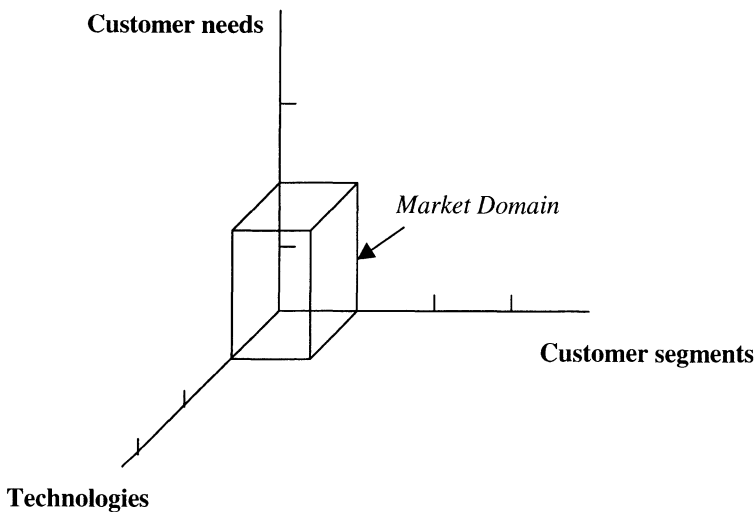 Customer needs
Market Domain
Customer segments
Technologies